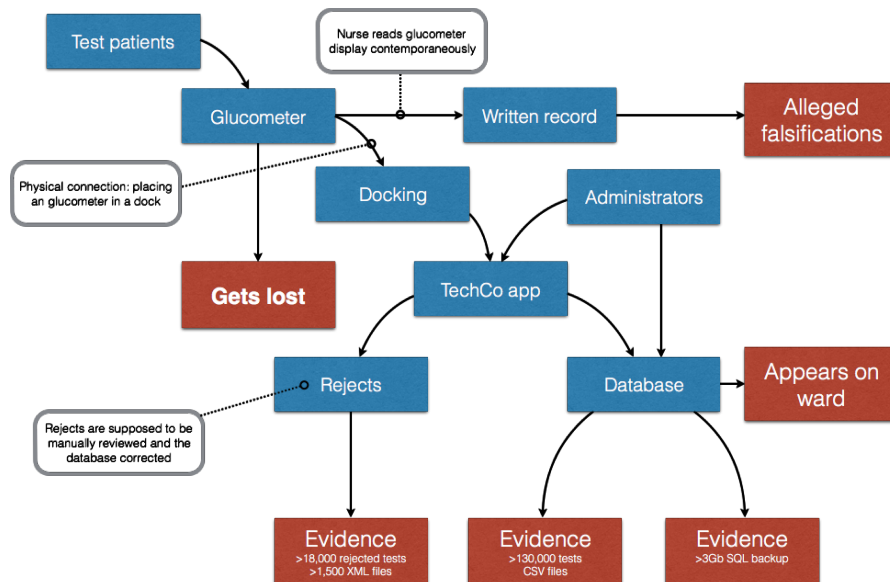 Test patients
Nurse reads glucometer
display contemporaneously
Glucometer
Written record
Alleged
falsifications
Physical connection: placing
an glucometer in a dock
Docking
Administrators
Gets lost
TechCo app
Rejects
Database
Appears on
ward
Rejects are supposed to be
manually reviewed and the
database corrected
Evidence
>18,000 rejected tests
>1,500 XML files
Evidence
>130,000 tests
CSV files
Evidence
>3Gb SQL backup